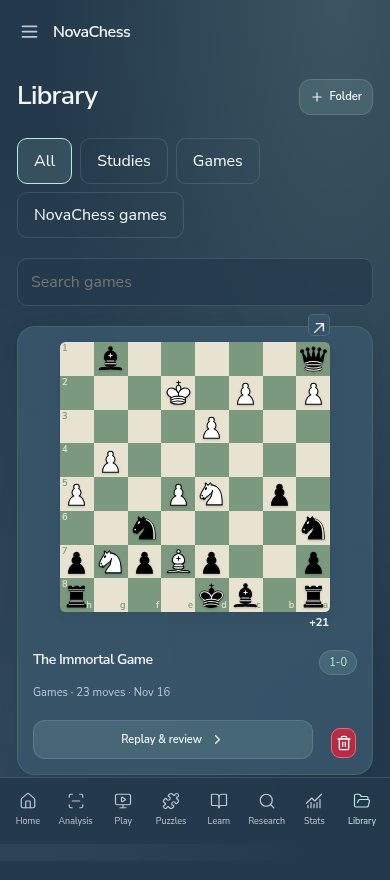 NovaChess
Library
+ Folder
All
Studies
Games
NovaChess games
Search games
1
2
3
4
5
6
7
8
h g f e d c b a
+21
The Immortal Game
1-0
Games · 23 moves · Nov 16
Replay & review
Home Analysis Play Puzzles Learn Research Stats Library